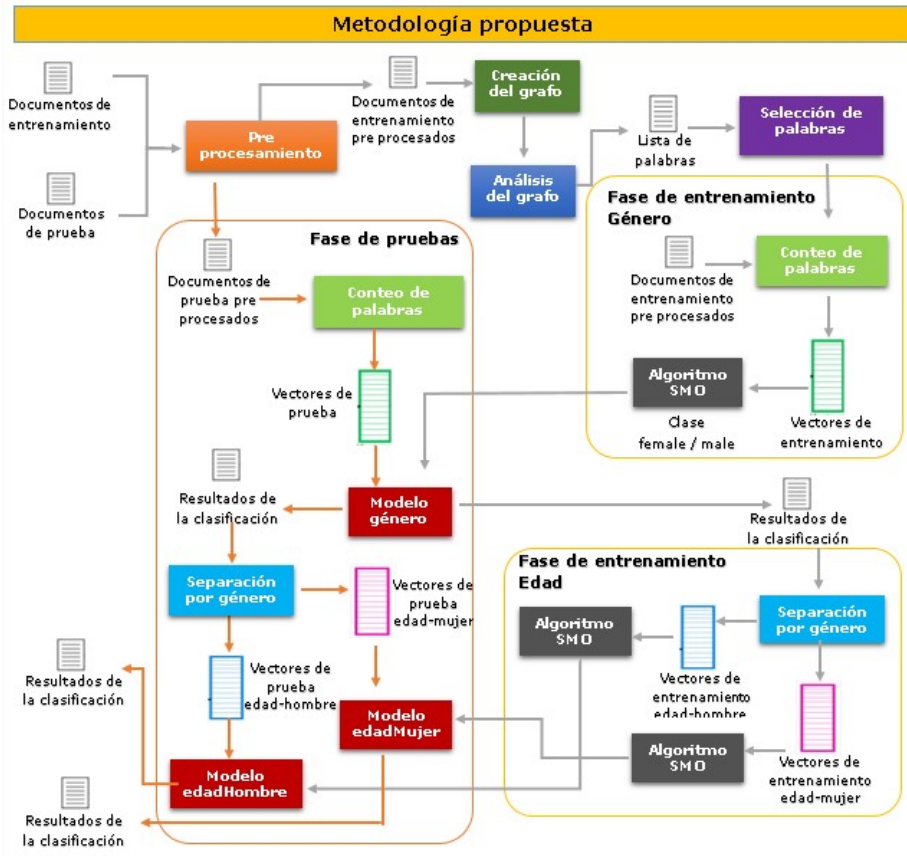 Metodología propuesta
Documentos de
entrenamiento
Documentos
de prueba
Pre
procesamiento
Documentos de
entrenamiento
pre procesados
Creación
del grafo
Análisis
del grafo
Lista de
palabras
Selección de
palabras
Fase de entrenamiento
Género
Documentos de
entrenamiento
pre procesados
Conteo de
palabras
Vectores de
entrenamiento
Algoritmo
SMO
Clase
female / male
Fase de pruebas
Documentos de
prueba pre
procesados
Conteo de
palabras
Vectores de
prueba
Modelo
género
Resultados de
la clasificación
Separación
por género
Vectores de
prueba
edad-mujer
Vectores de
prueba
edad-hombre
Modelo
edadMujer
Modelo
edadHombre
Resultados de
la clasificación
Resultados de
la clasificación
Resultados de
la clasificación
Fase de entrenamiento
Edad
Separación
por género
Algoritmo
SMO
Vectores de
entrenamiento
edad-hombre
Algoritmo
SMO
Vectores de
entrenamiento
edad-mujer